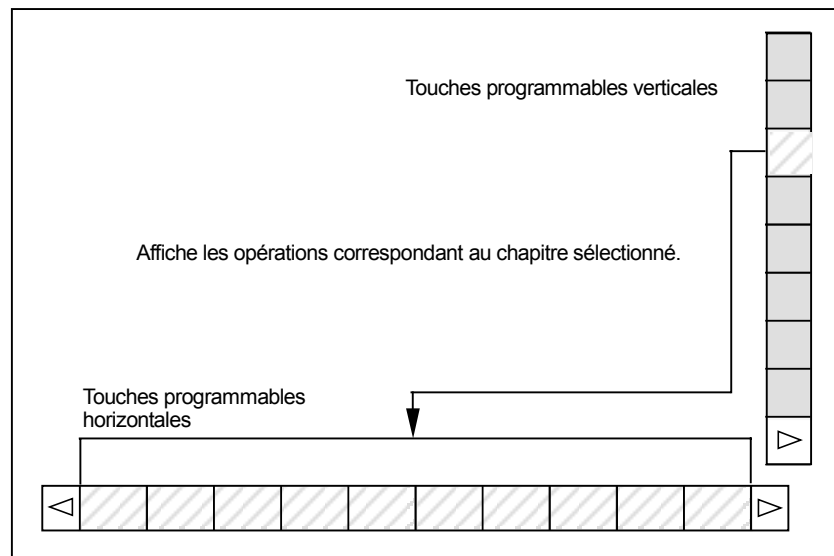 Touches programmables verticales
Affiche les opérations correspondant au chapitre sélectionné.
Touches programmables
horizontales